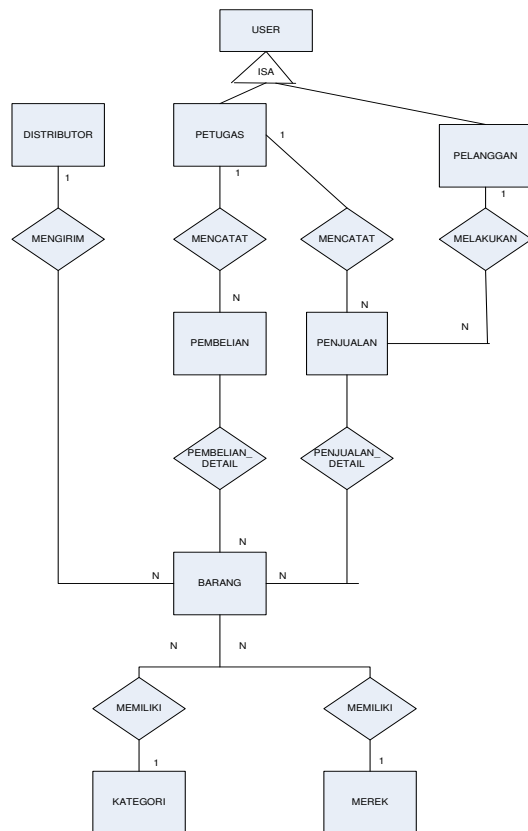 USER
ISA
DISTRIBUTOR
PETUGAS
1
PELANGGAN
1
1
1
MENGIRIM
MENCATAT
MENCATAT
MELAKUKAN
N
N
N
PEMBELIAN
PENJUALAN
PEMBELIAN_
DETAIL
PENJUALAN_
DETAIL
N
N
N
BARANG
N
N
MEMILIKI
MEMILIKI
1
1
KATEGORI
MEREK